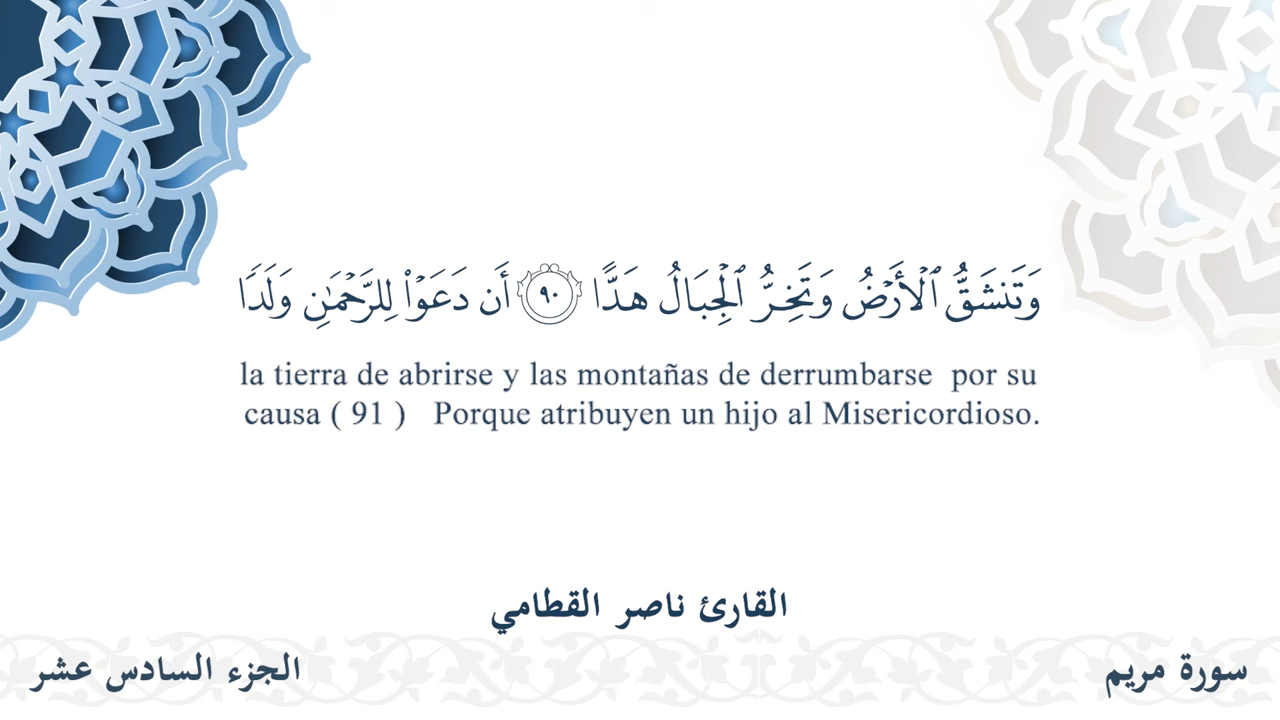 وَتَنشَقُّ ٱلْأَرْضُ وَتَخِرُّ ٱلْجِبَالُ هَدًّا ٩٠ أَن دَعَوْا۟ لِلرَّحْمَٰنِ وَلَدًا
la tierra de abrirse y las montañas de derrumbarse por su
causa ( 91 ) Porque atribuyen un hijo al Misericordioso.
القارئ ناصر القطامي
سورة مريم
الجزء السادس عشر